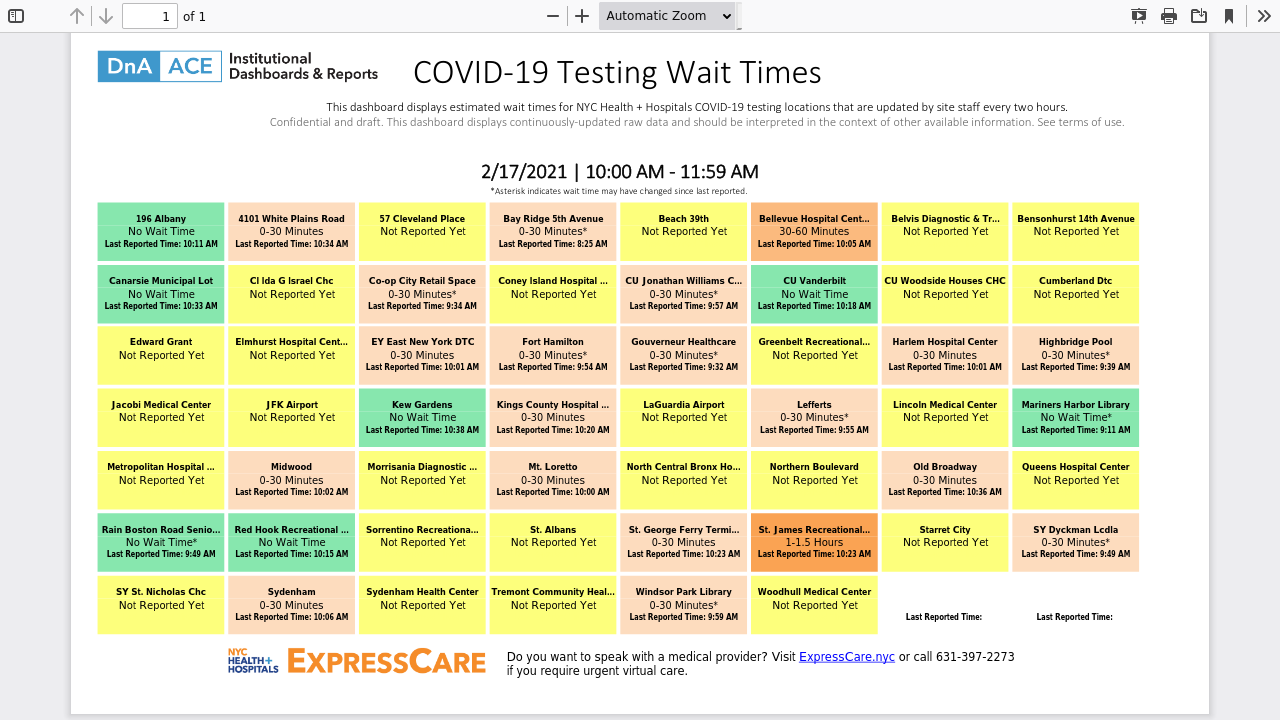 1 of 1
Automatic Zoom
DnA ACE Institutional Dashboards & Reports
COVID-19 Testing Wait Times
This dashboard displays estimated wait times for NYC Health + Hospitals COVID-19 testing locations that are updated by site staff every two hours.
Confidential and draft. This dashboard displays continuously-updated raw data and should be interpreted in the context of other available information. See terms of use.
2/17/2021 | 10:00 AM - 11:59 AM
*Asterisk indicates wait time may have changed since last reported.
196 Albany
No Wait Time
Last Reported Time: 10:11 AM
4101 White Plains Road
0-30 Minutes
Last Reported Time: 10:34 AM
57 Cleveland Place
Not Reported Yet
Bay Ridge 5th Avenue
0-30 Minutes*
Last Reported Time: 8:25 AM
Beach 39th
Not Reported Yet
Bellevue Hospital Cent...
30-60 Minutes
Last Reported Time: 10:05 AM
Belvis Diagnostic & Tr...
Not Reported Yet
Bensonhurst 14th Avenue
Not Reported Yet
Canarsie Municipal Lot
No Wait Time
Last Reported Time: 10:33 AM
CI Ida G Israel Chc
Not Reported Yet
Co-op City Retail Space
0-30 Minutes*
Last Reported Time: 9:34 AM
Coney Island Hospital ...
Not Reported Yet
CU Jonathan Williams C...
0-30 Minutes*
Last Reported Time: 9:57 AM
CU Vanderbilt
No Wait Time
Last Reported Time: 10:18 AM
CU Woodside Houses CHC
Not Reported Yet
Cumberland Dtc
Not Reported Yet
Edward Grant
Not Reported Yet
Elmhurst Hospital Cent...
Not Reported Yet
EY East New York DTC
0-30 Minutes
Last Reported Time: 10:01 AM
Fort Hamilton
0-30 Minutes*
Last Reported Time: 9:54 AM
Gouverneur Healthcare
0-30 Minutes*
Last Reported Time: 9:32 AM
Greenbelt Recreational...
Not Reported Yet
Harlem Hospital Center
0-30 Minutes
Last Reported Time: 10:01 AM
Highbridge Pool
0-30 Minutes*
Last Reported Time: 9:39 AM
Jacobi Medical Center
Not Reported Yet
JFK Airport
Not Reported Yet
Kew Gardens
No Wait Time
Last Reported Time: 10:38 AM
Kings County Hospital ...
0-30 Minutes
Last Reported Time: 10:20 AM
LaGuardia Airport
Not Reported Yet
Lefferts
0-30 Minutes*
Last Reported Time: 9:55 AM
Lincoln Medical Center
Not Reported Yet
Mariners Harbor Library
No Wait Time*
Last Reported Time: 9:11 AM
Metropolitan Hospital ...
Not Reported Yet
Midwood
0-30 Minutes
Last Reported Time: 10:02 AM
Morrisania Diagnostic ...
Not Reported Yet
Mt. Loretto
0-30 Minutes
Last Reported Time: 10:00 AM
North Central Bronx Ho...
Not Reported Yet
Northern Boulevard
Not Reported Yet
Old Broadway
0-30 Minutes
Last Reported Time: 10:36 AM
Queens Hospital Center
Not Reported Yet
Rain Boston Road Senio...
No Wait Time*
Last Reported Time: 9:49 AM
Red Hook Recreational ...
No Wait Time
Last Reported Time: 10:15 AM
Sorrentino Recreationa...
Not Reported Yet
St. Albans
Not Reported Yet
St. George Ferry Termi...
0-30 Minutes
Last Reported Time: 10:23 AM
St. James Recreational...
1-1.5 Hours
Last Reported Time: 10:23 AM
Starret City
Not Reported Yet
SY Dyckman Lcdla
0-30 Minutes*
Last Reported Time: 9:49 AM
SY St. Nicholas Chc
Not Reported Yet
Sydenham
0-30 Minutes
Last Reported Time: 10:06 AM
Sydenham Health Center
Not Reported Yet
Tremont Community Heal...
Not Reported Yet
Windsor Park Library
0-30 Minutes*
Last Reported Time: 9:59 AM
Woodhull Medical Center
Not Reported Yet
Last Reported Time:
Last Reported Time:
NYC HEALTH+ HOSPITALS
EXPRESSCARE
Do you want to speak with a medical provider? Visit ExpressCare.nyc or call 631-397-2273
if you require urgent virtual care.